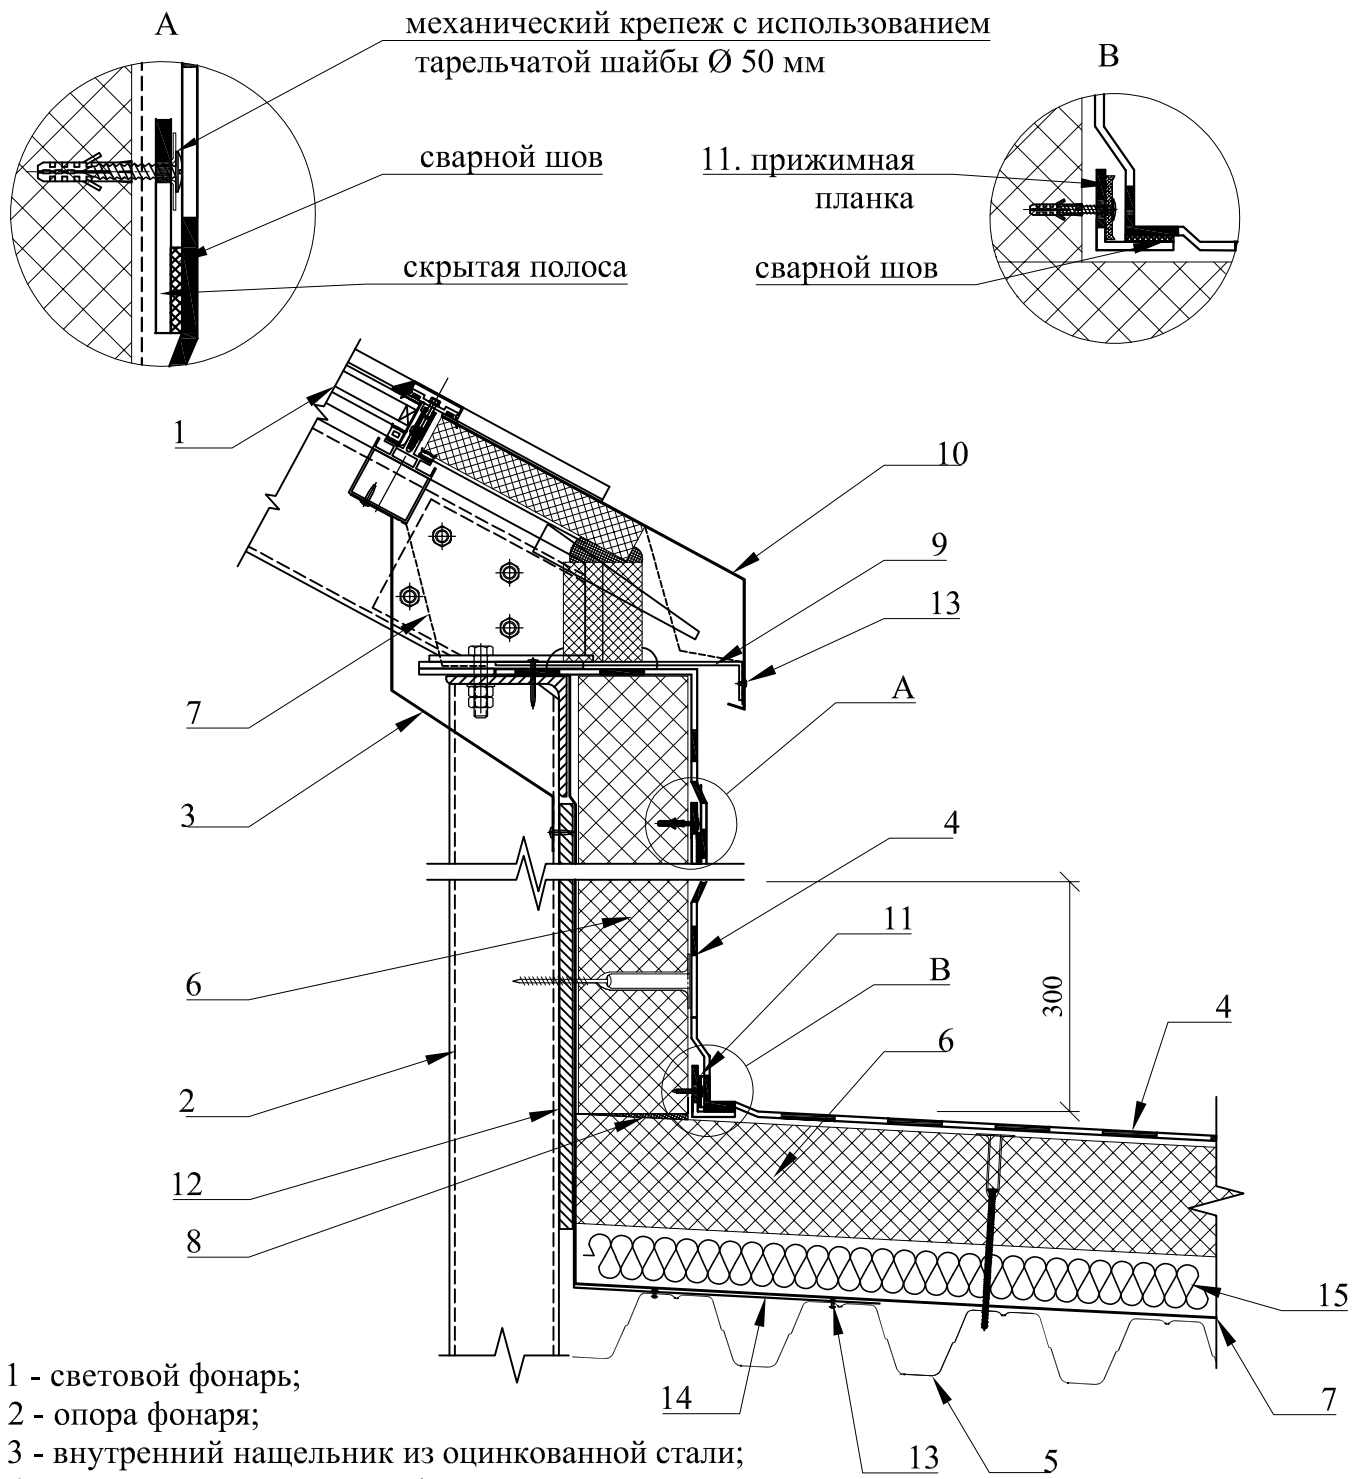 А
механический крепеж с использованием
тарельчатой шайбы Ø 50 мм
В
сварной шов
11. прижимная
планка
скрытая полоса
сварной шов
1
10
9
13
А
7
3
4
11
В
6
300
4
6
2
12
8
15
14
7
13
5
1 - световой фонарь;
2 - опора фонаря;
3 - внутренний нащельник из оцинкованной стали;